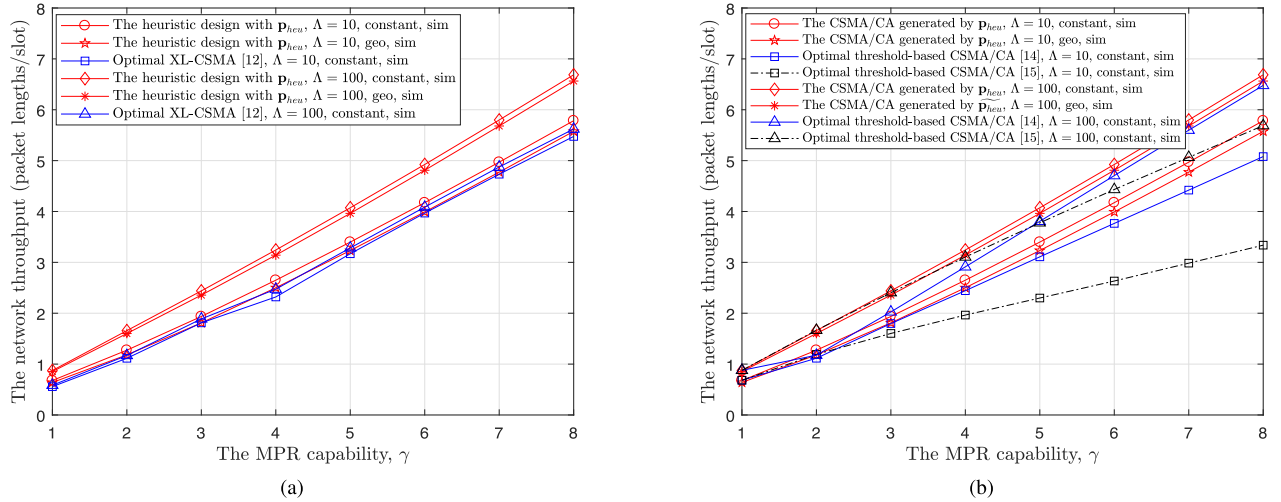 The heuristic design with p_heu, Λ = 10, constant, sim
The heuristic design with p_heu, Λ = 10, geo, sim
Optimal XL-CSMA [12], Λ = 10, constant, sim
The heuristic design with p_heu, Λ = 100, constant, sim
The heuristic design with p_heu, Λ = 100, geo, sim
Optimal XL-CSMA [12], Λ = 100, constant, sim
The network throughput (packet lengths/slot)
8
7
6
5
4
3
2
1
0
1 2 3 4 5 6 7 8
The MPR capability, γ
(a)
The CSMA/CA generated by p_heu, Λ = 10, constant, sim
The CSMA/CA generated by p_heu, Λ = 10, geo, sim
Optimal threshold-based CSMA/CA [14], Λ = 10, constant, sim
Optimal threshold-based CSMA/CA [15], Λ = 10, constant, sim
The CSMA/CA generated by p_heu, Λ = 100, constant, sim
The CSMA/CA generated by p_heu, Λ = 100, geo, sim
Optimal threshold-based CSMA/CA [14], Λ = 100, constant, sim
Optimal threshold-based CSMA/CA [15], Λ = 100, constant, sim
The network throughput (packet lengths/slot)
8
7
6
5
4
3
2
1
0
1 2 3 4 5 6 7 8
The MPR capability, γ
(b)